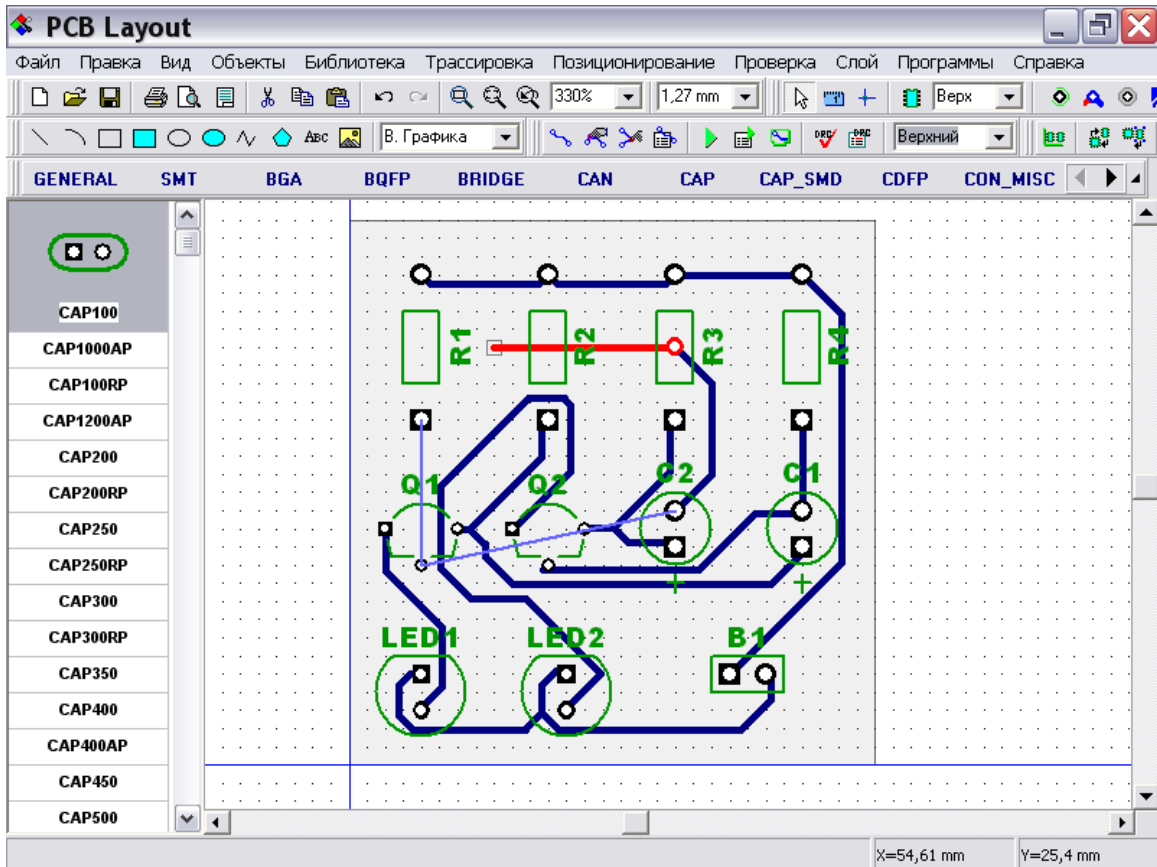 PCB Layout
Файл Правка Вид Объекты Библиотека Трассировка Позиционирование Проверка Слой Программы Справка
330% 1,27 mm Верх
ABC В. Графика DRC DRC Верхний
GENERAL SMT BGA BQFP BRIDGE CAN CAP CAP_SMD CDFP CON_MISC
CAP100
CAP1000AP
CAP100RP
CAP1200AP
CAP200
CAP200RP
CAP250
CAP250RP
CAP300
CAP300RP
CAP350
CAP400
CAP400AP
CAP450
CAP500
R1 R2 R3 R4
Q1 Q2 C2 C1
+ +
LED1 LED2 B1
X=54,61 mm Y=25,4 mm